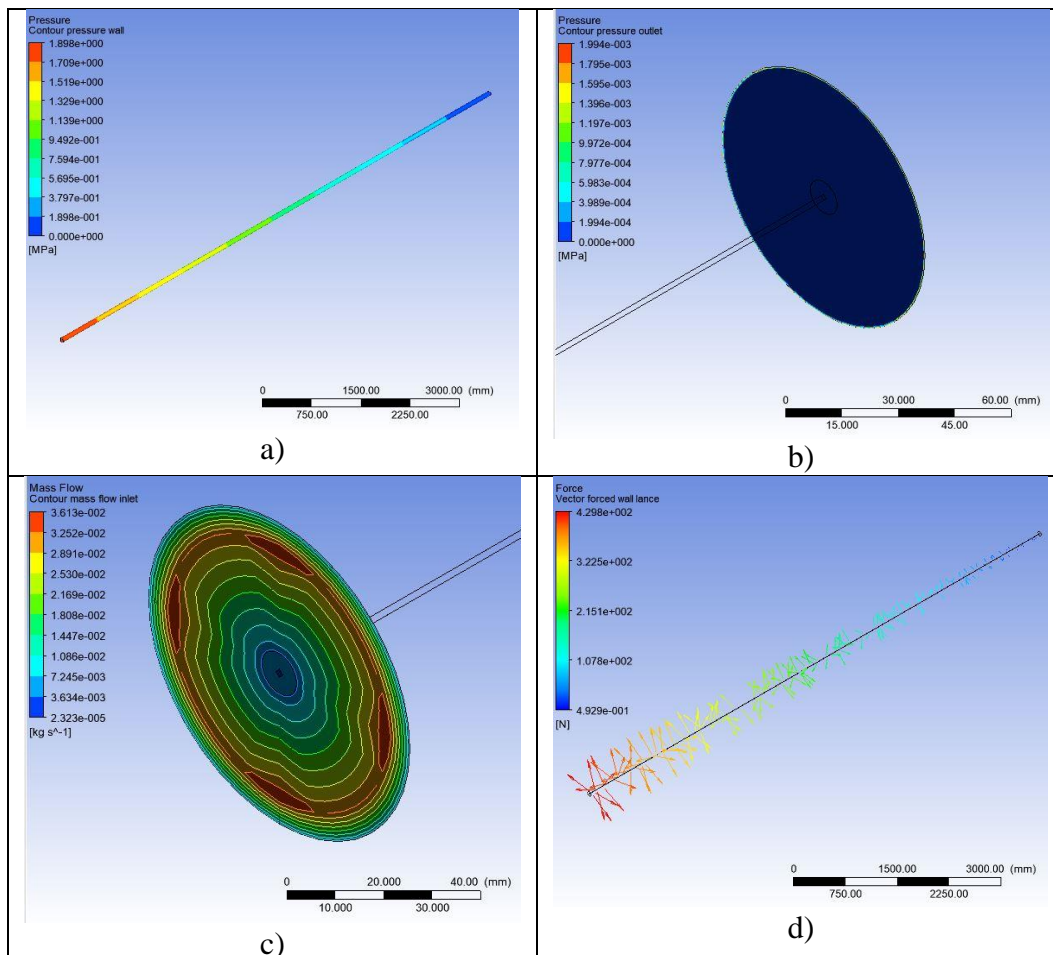 Pressure
Contour pressure wall
1.898e+000
1.709e+000
1.519e+000
1.329e+000
1.139e+000
9.492e-001
7.594e-001
5.695e-001
3.797e-001
1.898e-001
0.000e+000
[MPa]
0 1500.00 3000.00 (mm)
750.00 2250.00
a)
Pressure
Contour pressure outlet
1.994e-003
1.795e-003
1.595e-003
1.396e-003
1.197e-003
9.972e-004
7.977e-004
5.983e-004
3.989e-004
1.994e-004
0.000e+000
[MPa]
0 30.000 60.00 (mm)
15.000 45.00
b)
Mass Flow
Contour mass flow inlet
3.613e-002
3.252e-002
2.891e-002
2.530e-002
2.169e-002
1.808e-002
1.447e-002
1.086e-002
7.245e-003
3.634e-003
2.323e-005
[kg s^-1]
0 20.000 40.00 (mm)
10.000 30.000
c)
Force
Vector forced wall lance
4.298e+002
3.225e+002
2.151e+002
1.078e+002
4.929e-001
[N]
0 1500.00 3000.00 (mm)
750.00 2250.00
d)